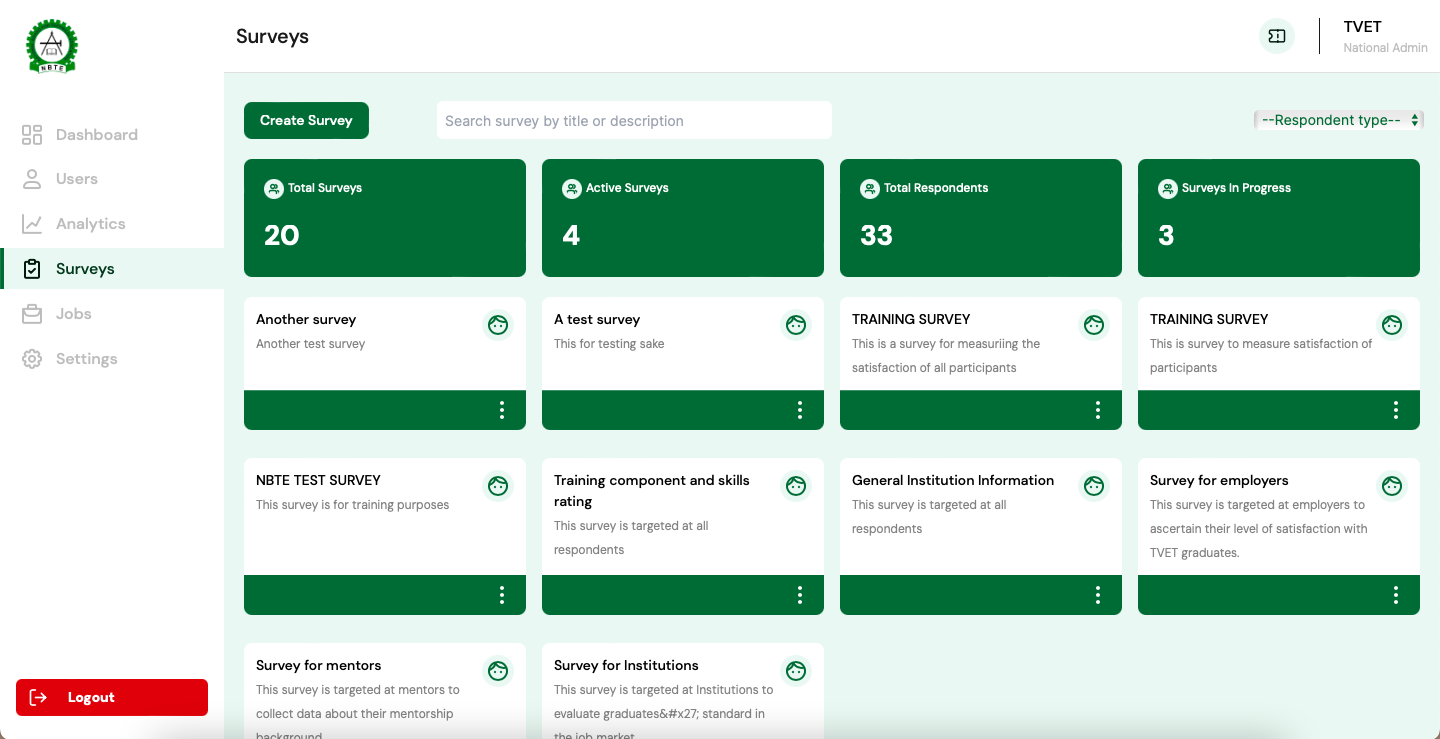 NBTE
Surveys
TVET
National Admin
Dashboard
Users
Analytics
Surveys
Jobs
Settings
Logout
Create Survey
Search survey by title or description
--Respondent type--
Total Surveys
20
Active Surveys
4
Total Respondents
33
Surveys In Progress
3
Another survey
Another test survey
A test survey
This for testing sake
TRAINING SURVEY
This is a survey for measuriing the
satisfaction of all participants
TRAINING SURVEY
This is survey to measure satisfaction of
participants
NBTE TEST SURVEY
This survey is for training purposes
Training component and skills
rating
This survey is targeted at all
respondents
General Institution Information
This survey is targeted at all
respondents
Survey for employers
This survey is targeted at employers to
ascertain their level of satisfaction with
TVET graduates.
Survey for mentors
This survey is targeted at mentors to
collect data about their mentorship
background
Survey for Institutions
This survey is targeted at Institutions to
evaluate graduates&#x27; standard in
the job market